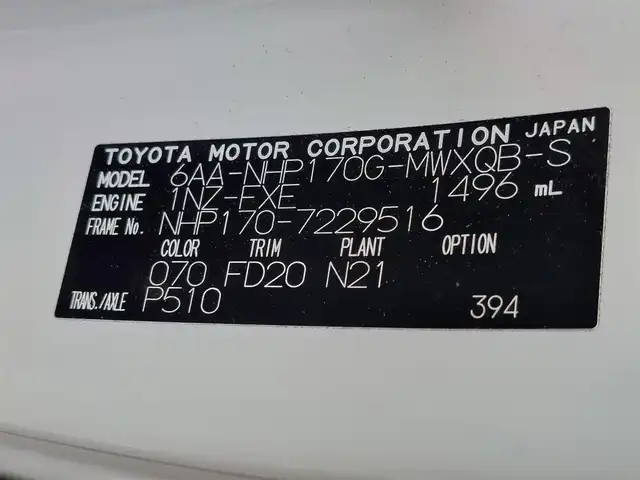 TOYOTA MOTOR CORPORATION JAPAN
MODEL 6AA-NHP170G-MWXQB-S
ENGINE 1NZ-FXE 1496 mL
FRAME No. NHP170-7229516
COLOR TRIM PLANT OPTION
070 FD20 N21
TRANS./AXLE P510 394